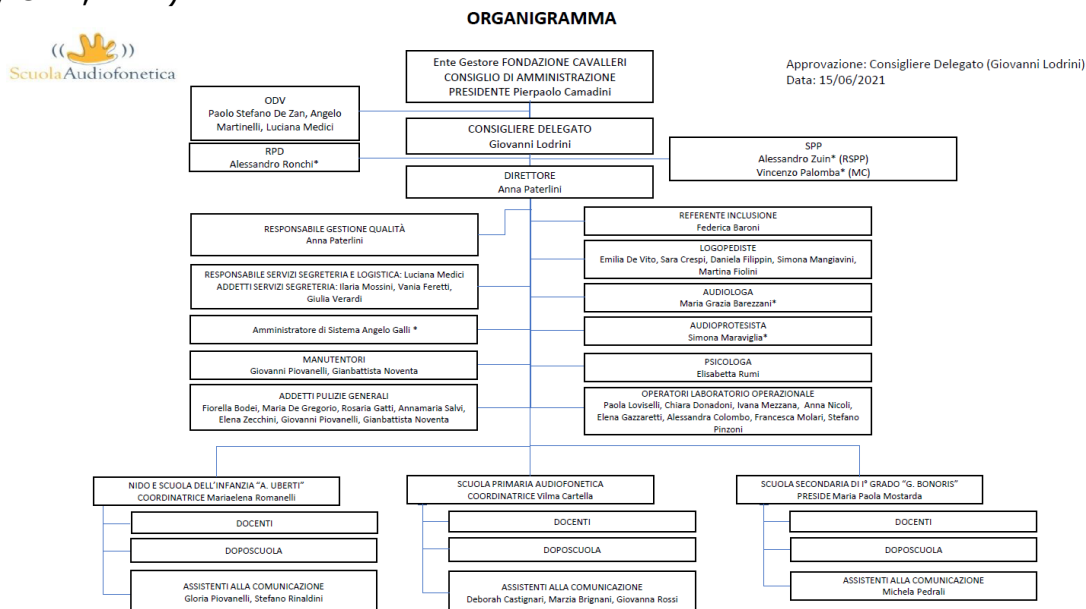 ORGANIGRAMMA
ScuolaAudiofonetica
Ente Gestore FONDAZIONE CAVALLERI
CONSIGLIO DI AMMINISTRAZIONE
PRESIDENTE Pierpaolo Camadini
Approvazione: Consigliere Delegato (Giovanni Lodrini)
Data: 15/06/2021
ODV
Paolo Stefano De Zan, Angelo
Martinelli, Luciana Medici
CONSIGLIERE DELEGATO
Giovanni Lodrini
RPD
Alessandro Ronchi*
SPP
Alessandro Zuin* (RSPP)
Vincenzo Palomba* (MC)
DIRETTORE
Anna Paterlini
RESPONSABILE GESTIONE QUALITÀ
Anna Paterlini
REFERENTE INCLUSIONE
Federica Baroni
RESPONSABILE SERVIZI SEGRETERIA E LOGISTICA: Luciana Medici
ADDETTI SERVIZI SEGRETERIA: Ilaria Mossini, Vania Feretti,
Giulia Verardi
LOGOPEDISTE
Emilia De Vito, Sara Crespi, Daniela Filippin, Simona Mangiavini,
Martina Fiolini
AUDIOLOGA
Maria Grazia Barezzani*
Amministratore di Sistema Angelo Galli *
AUDIOPROTESISTA
Simona Maraviglia*
MANUTENTORI
Giovanni Piovanelli, Gianbattista Noventa
PSICOLOGA
Elisabetta Rumi
ADDETTI PULIZIE GENERALI
Fiorella Bodei, Maria De Gregorio, Rosaria Gatti, Annamaria Salvi,
Elena Zecchini, Giovanni Piovanelli, Gianbattista Noventa
OPERATORI LABORATORIO OPERAZIONALE
Paola Loviselli, Chiara Donadoni, Ivana Mezzana, Anna Nicoli,
Elena Gazzaretti, Alessandra Colombo, Francesca Molari, Stefano
Pinzoni
NIDO E SCUOLA DELL'INFANZIA "A. UBERTI"
COORDINATRICE Mariaelena Romanelli
DOCENTI
DOPOSCUOLA
ASSISTENTI ALLA COMUNICAZIONE
Gloria Piovanelli, Stefano Rinaldini
SCUOLA PRIMARIA AUDIOFONETICA
COORDINATRICE Vilma Cartella
DOCENTI
DOPOSCUOLA
ASSISTENTI ALLA COMUNICAZIONE
Deborah Castignari, Marzia Brignani, Giovanna Rossi
SCUOLA SECONDARIA DI I° GRADO "G. BONORIS"
PRESIDE Maria Paola Mostarda
DOCENTI
DOPOSCUOLA
ASSISTENTI ALLA COMUNICAZIONE
Michela Pedrali